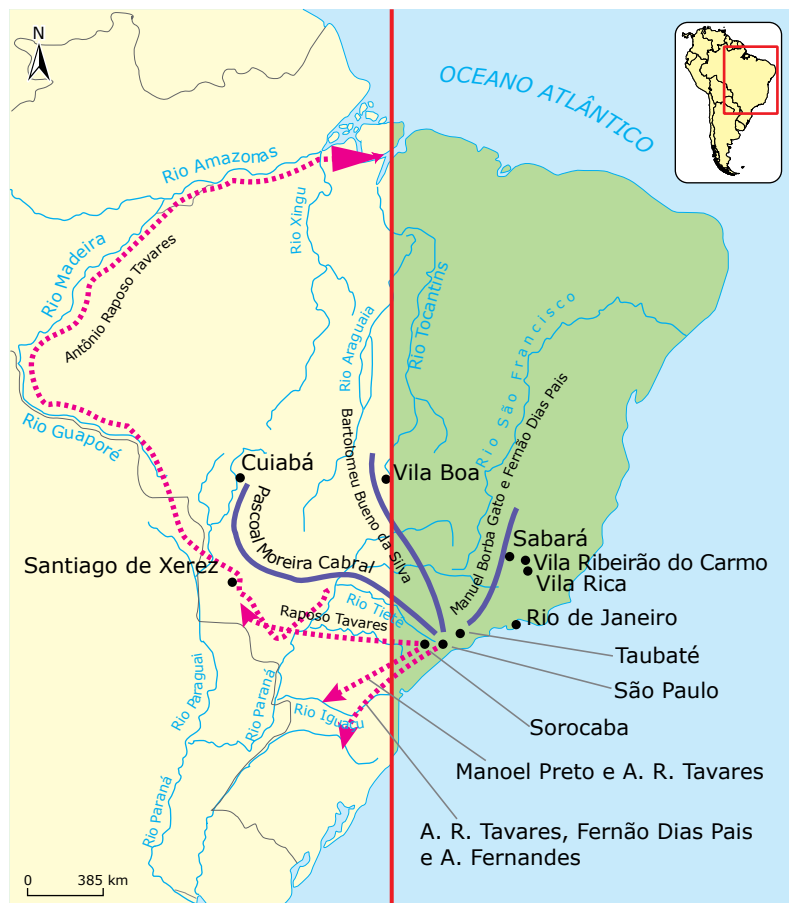 N
OCEANO ATLÂNTICO
Rio Amazonas
Rio Xingu
Rio Madeira
Antônio Raposo Tavares
Rio Tocantins
Rio Araguaia
Rio São Francisco
Rio Guaporé
Bartolomeu Bueno da Silva
Manuel Borba Gato e Fernão Dias Pais
Cuiabá
Vila Boa
Pascoal Moreira Cabral
Sabará
Vila Ribeirão do Carmo
Santiago de Xerez
Vila Rica
Rio Tietê
Raposo Tavares
Rio de Janeiro
Taubaté
Rio Paraguai
Rio Paraná
São Paulo
Rio Iguaçu
Sorocaba
Manoel Preto e A. R. Tavares
Rio Paraná
A. R. Tavares, Fernão Dias Pais
e A. Fernandes
0 385 km